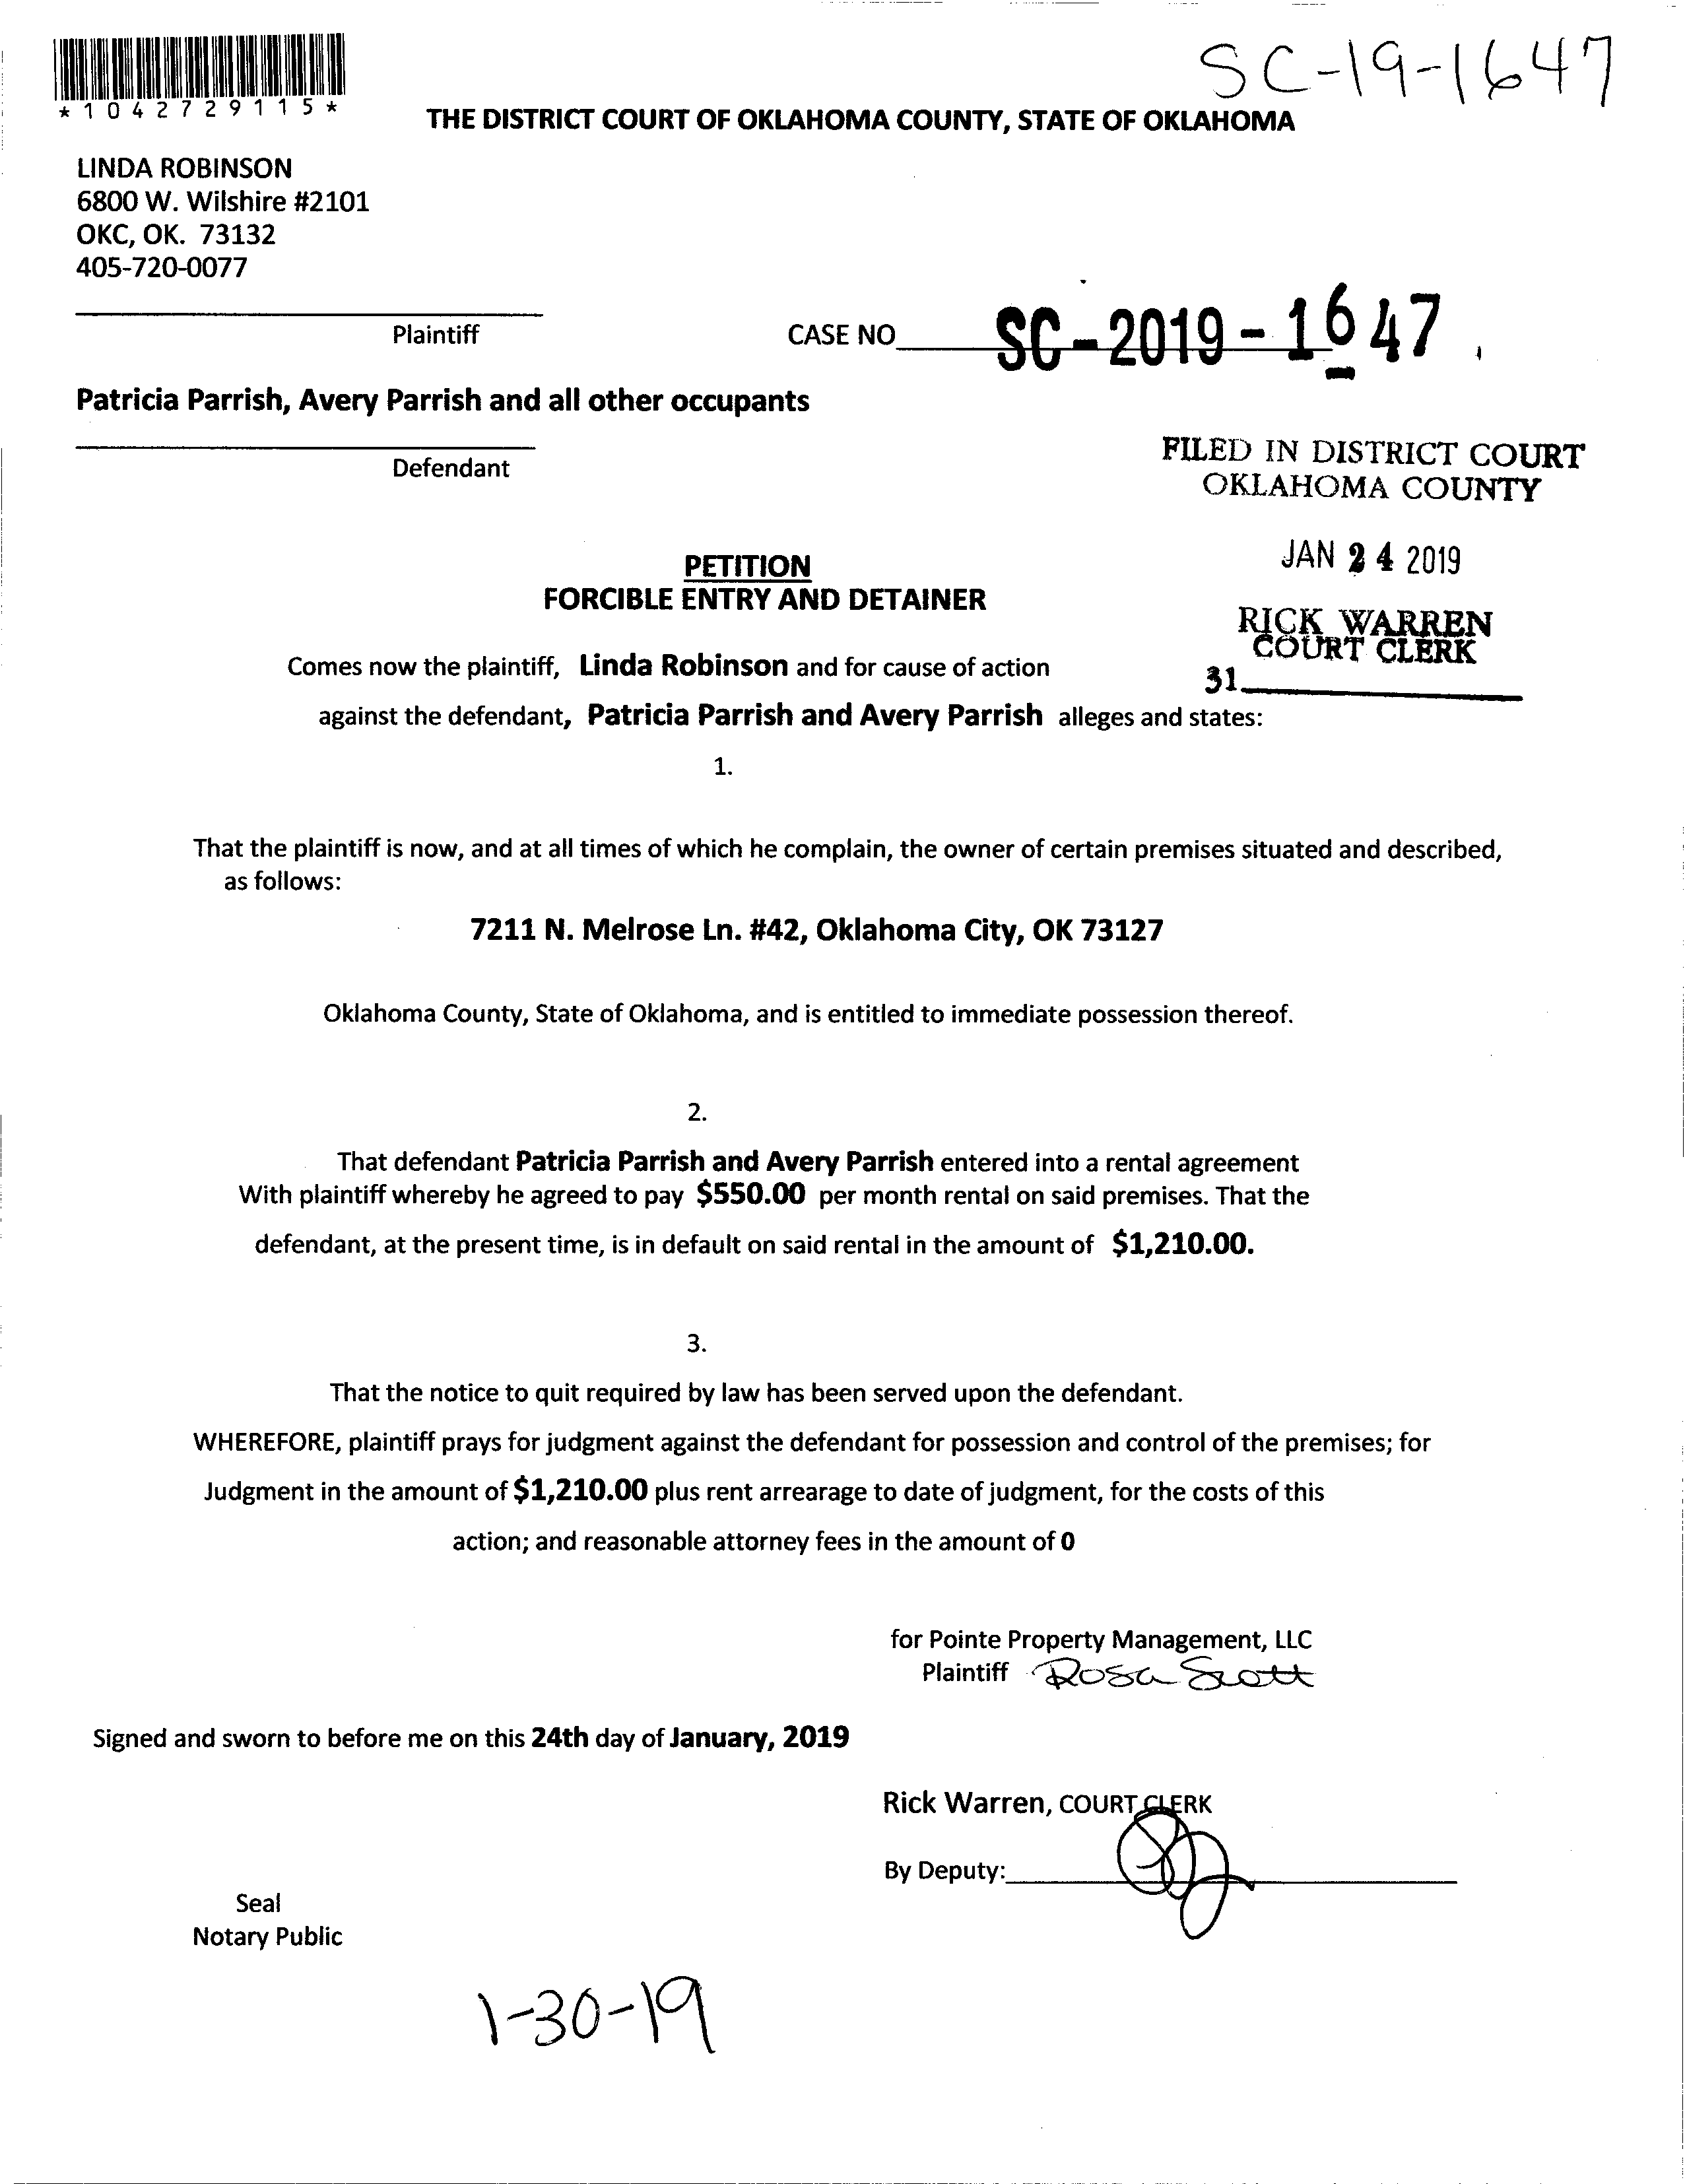 SC-19-1647
*1042729115*
THE DISTRICT COURT OF OKLAHOMA COUNTY, STATE OF OKLAHOMA
LINDA ROBINSON
6800 W. Wilshire #2101
OKC, OK. 73132
405-720-0077
Plaintiff
CASE NO. SC-2019-1647
Patricia Parrish, Avery Parrish and all other occupants
Defendant
FILED IN DISTRICT COURT
OKLAHOMA COUNTY
JAN 24 2019
RICK WARREN
COURT CLERK
31
PETITION
FORCIBLE ENTRY AND DETAINER
Comes now the plaintiff, Linda Robinson and for cause of action
against the defendant, Patricia Parrish and Avery Parrish alleges and states:
1.
That the plaintiff is now, and at all times of which he complain, the owner of certain premises situated and described,
as follows:
7211 N. Melrose Ln. #42, Oklahoma City, OK 73127
Oklahoma County, State of Oklahoma, and is entitled to immediate possession thereof.
2.
That defendant Patricia Parrish and Avery Parrish entered into a rental agreement
With plaintiff whereby he agreed to pay $550.00 per month rental on said premises. That the
defendant, at the present time, is in default on said rental in the amount of $1,210.00.
3.
That the notice to quit required by law has been served upon the defendant.
WHEREFORE, plaintiff prays for judgment against the defendant for possession and control of the premises; for
Judgment in the amount of $1,210.00 plus rent arrearage to date of judgment, for the costs of this
action; and reasonable attorney fees in the amount of 0
for Pointe Property Management, LLC
Plaintiff Rosa Scott
Signed and sworn to before me on this 24th day of January, 2019
Rick Warren, COURT CLERK
By Deputy:
Seal
Notary Public
1-30-19